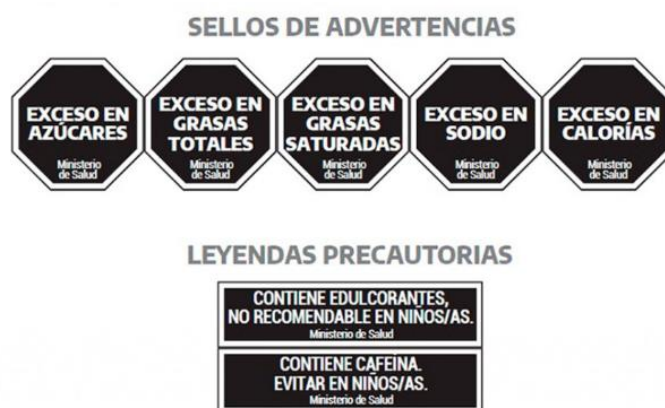 SELLOS DE ADVERTENCIAS
EXCESO EN
AZÚCARES
Ministerio
de Salud
EXCESO EN
GRASAS
TOTALES
Ministerio
de Salud
EXCESO EN
GRASAS
SATURADAS
Ministerio
de Salud
EXCESO EN
SODIO
Ministerio
de Salud
EXCESO EN
CALORÍAS
Ministerio
de Salud
LEYENDAS PRECAUTORIAS
CONTIENE EDULCORANTES,
NO RECOMENDABLE EN NIÑOS/AS.
Ministerio de Salud
CONTIENE CAFEÍNA.
EVITAR EN NIÑOS/AS.
Ministerio de Salud